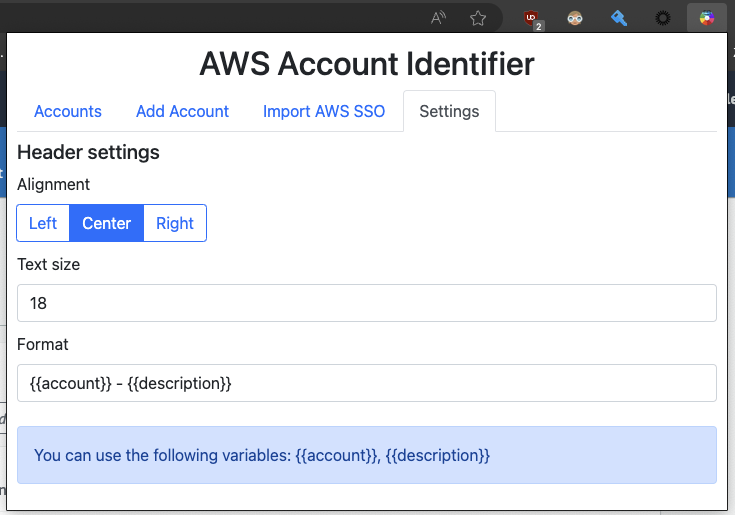 AWS Account Identifier
Accounts Add Account Import AWS SSO Settings
Header settings
Alignment
Left Center Right
Text size
18
Format
{{account}} - {{description}}
You can use the following variables: {{account}}, {{description}}
2